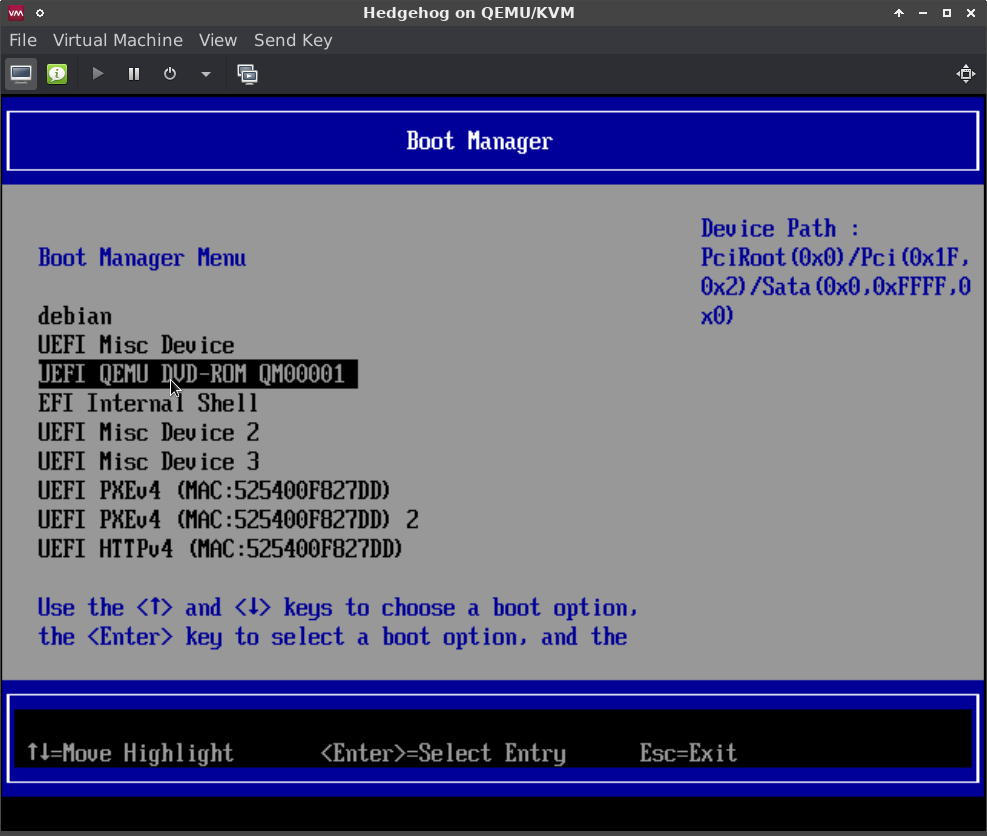 Hedgehog on QEMU/KVM
File Virtual Machine View Send Key
Boot Manager
Device Path :
PciRoot(0x0)/Pci(0x1F,
0x2)/Sata(0x0,0xFFFF,0
x0)
Boot Manager Menu
debian
UEFI Misc Device
UEFI QEMU DVD-ROM QM00001
EFI Internal Shell
UEFI Misc Device 2
UEFI Misc Device 3
UEFI PXEv4 (MAC:525400F827DD)
UEFI PXEv4 (MAC:525400F827DD) 2
UEFI HTTPv4 (MAC:525400F827DD)
Use the <↑> and <↓> keys to choose a boot option,
the <Enter> key to select a boot option, and the
↑↓=Move Highlight <Enter>=Select Entry Esc=Exit